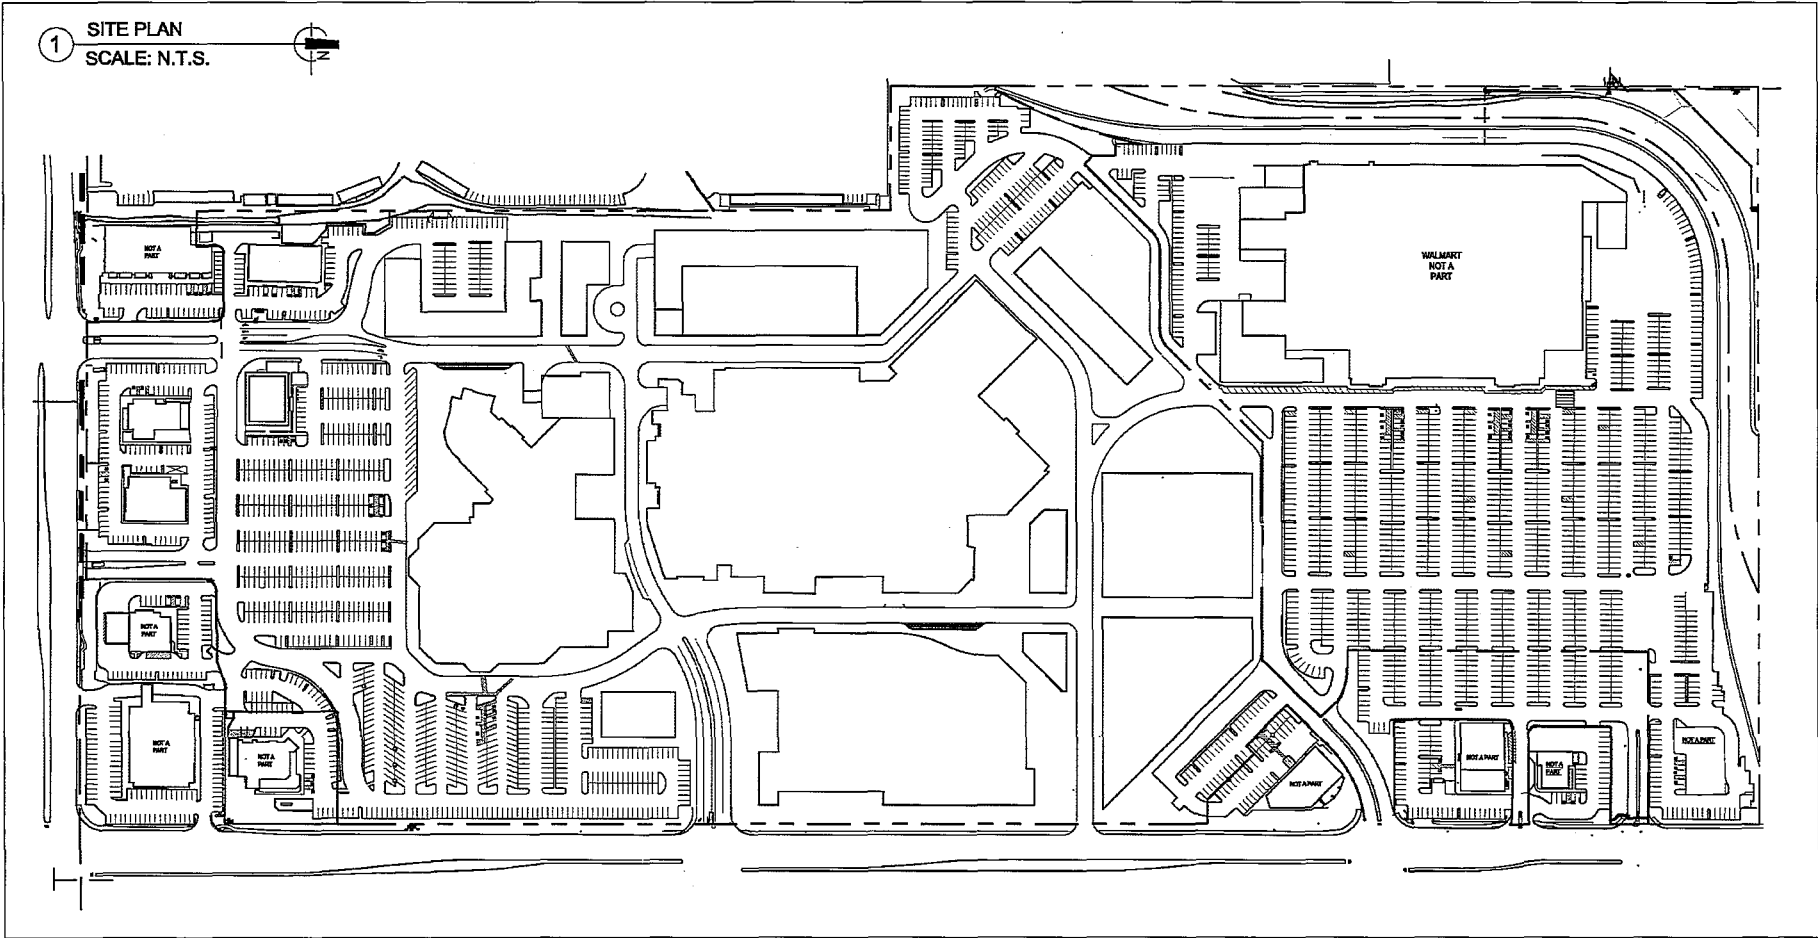 1
SITE PLAN
SCALE: N.T.S.
N
NOT A
PART
WALMART
NOT A
PART
NOT A
PART
NOT A
PART
NOT A
PART
NOT A PART
NOT A PART
NOT A
PART
NOT A PART